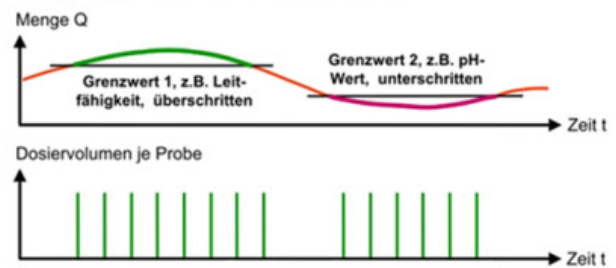 Menge Q
Grenzwert 1, z.B. Leit-
fähigkeit, überschritten
Grenzwert 2, z.B. pH-
Wert, unterschritten
Zeit t
Dosiervolumen je Probe
Zeit t